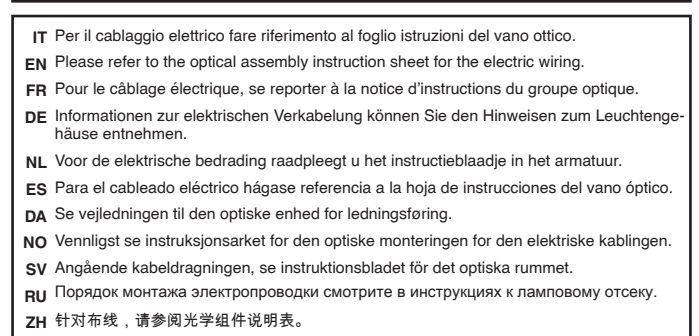 IT Per il cablaggio elettrico fare riferimento al foglio istruzioni del vano ottico.
EN Please refer to the optical assembly instruction sheet for the electric wiring.
FR Pour le câblage électrique, se reporter à la notice d'instructions du groupe optique.
DE Informationen zur elektrischen Verkabelung können Sie den Hinweisen zum Leuchtenge-
häuse entnehmen.
NL Voor de elektrische bedrading raadpleegt u het instructieblaadje in het armatuur.
ES Para el cableado eléctrico hágase referencia a la hoja de instrucciones del vano óptico.
DA Se vejledningen til den optiske enhed for ledningsføring.
NO Vennligst se instruksjonsarket for den optiske monteringen for den elektriske kablingen.
SV Angående kabeldragningen, se instruktionsbladet för det optiska rummet.
RU Порядок монтажа электропроводки смотрите в инструкциях к ламповому отсеку.
ZH 针对布线，请参阅光学组件说明表。